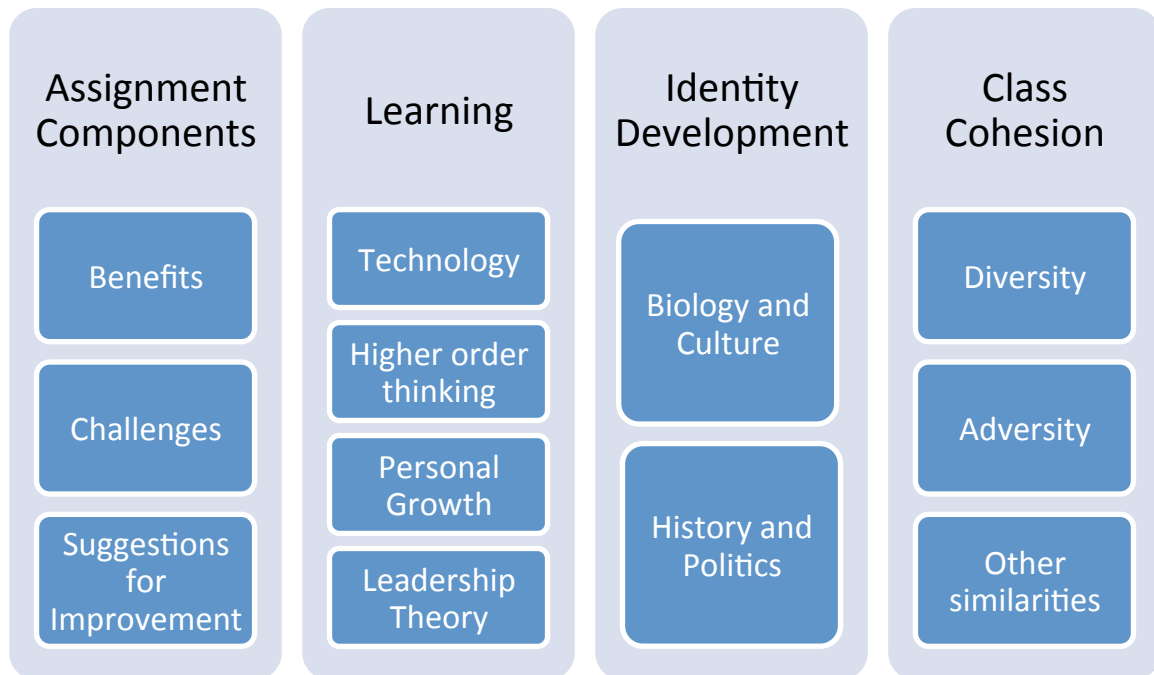 Assignment
Components
Benefits
Challenges
Suggestions
for
Improvement
Learning
Technology
Higher order
thinking
Personal
Growth
Leadership
Theory
Identity
Development
Biology and
Culture
History and
Politics
Class
Cohesion
Diversity
Adversity
Other
similarities